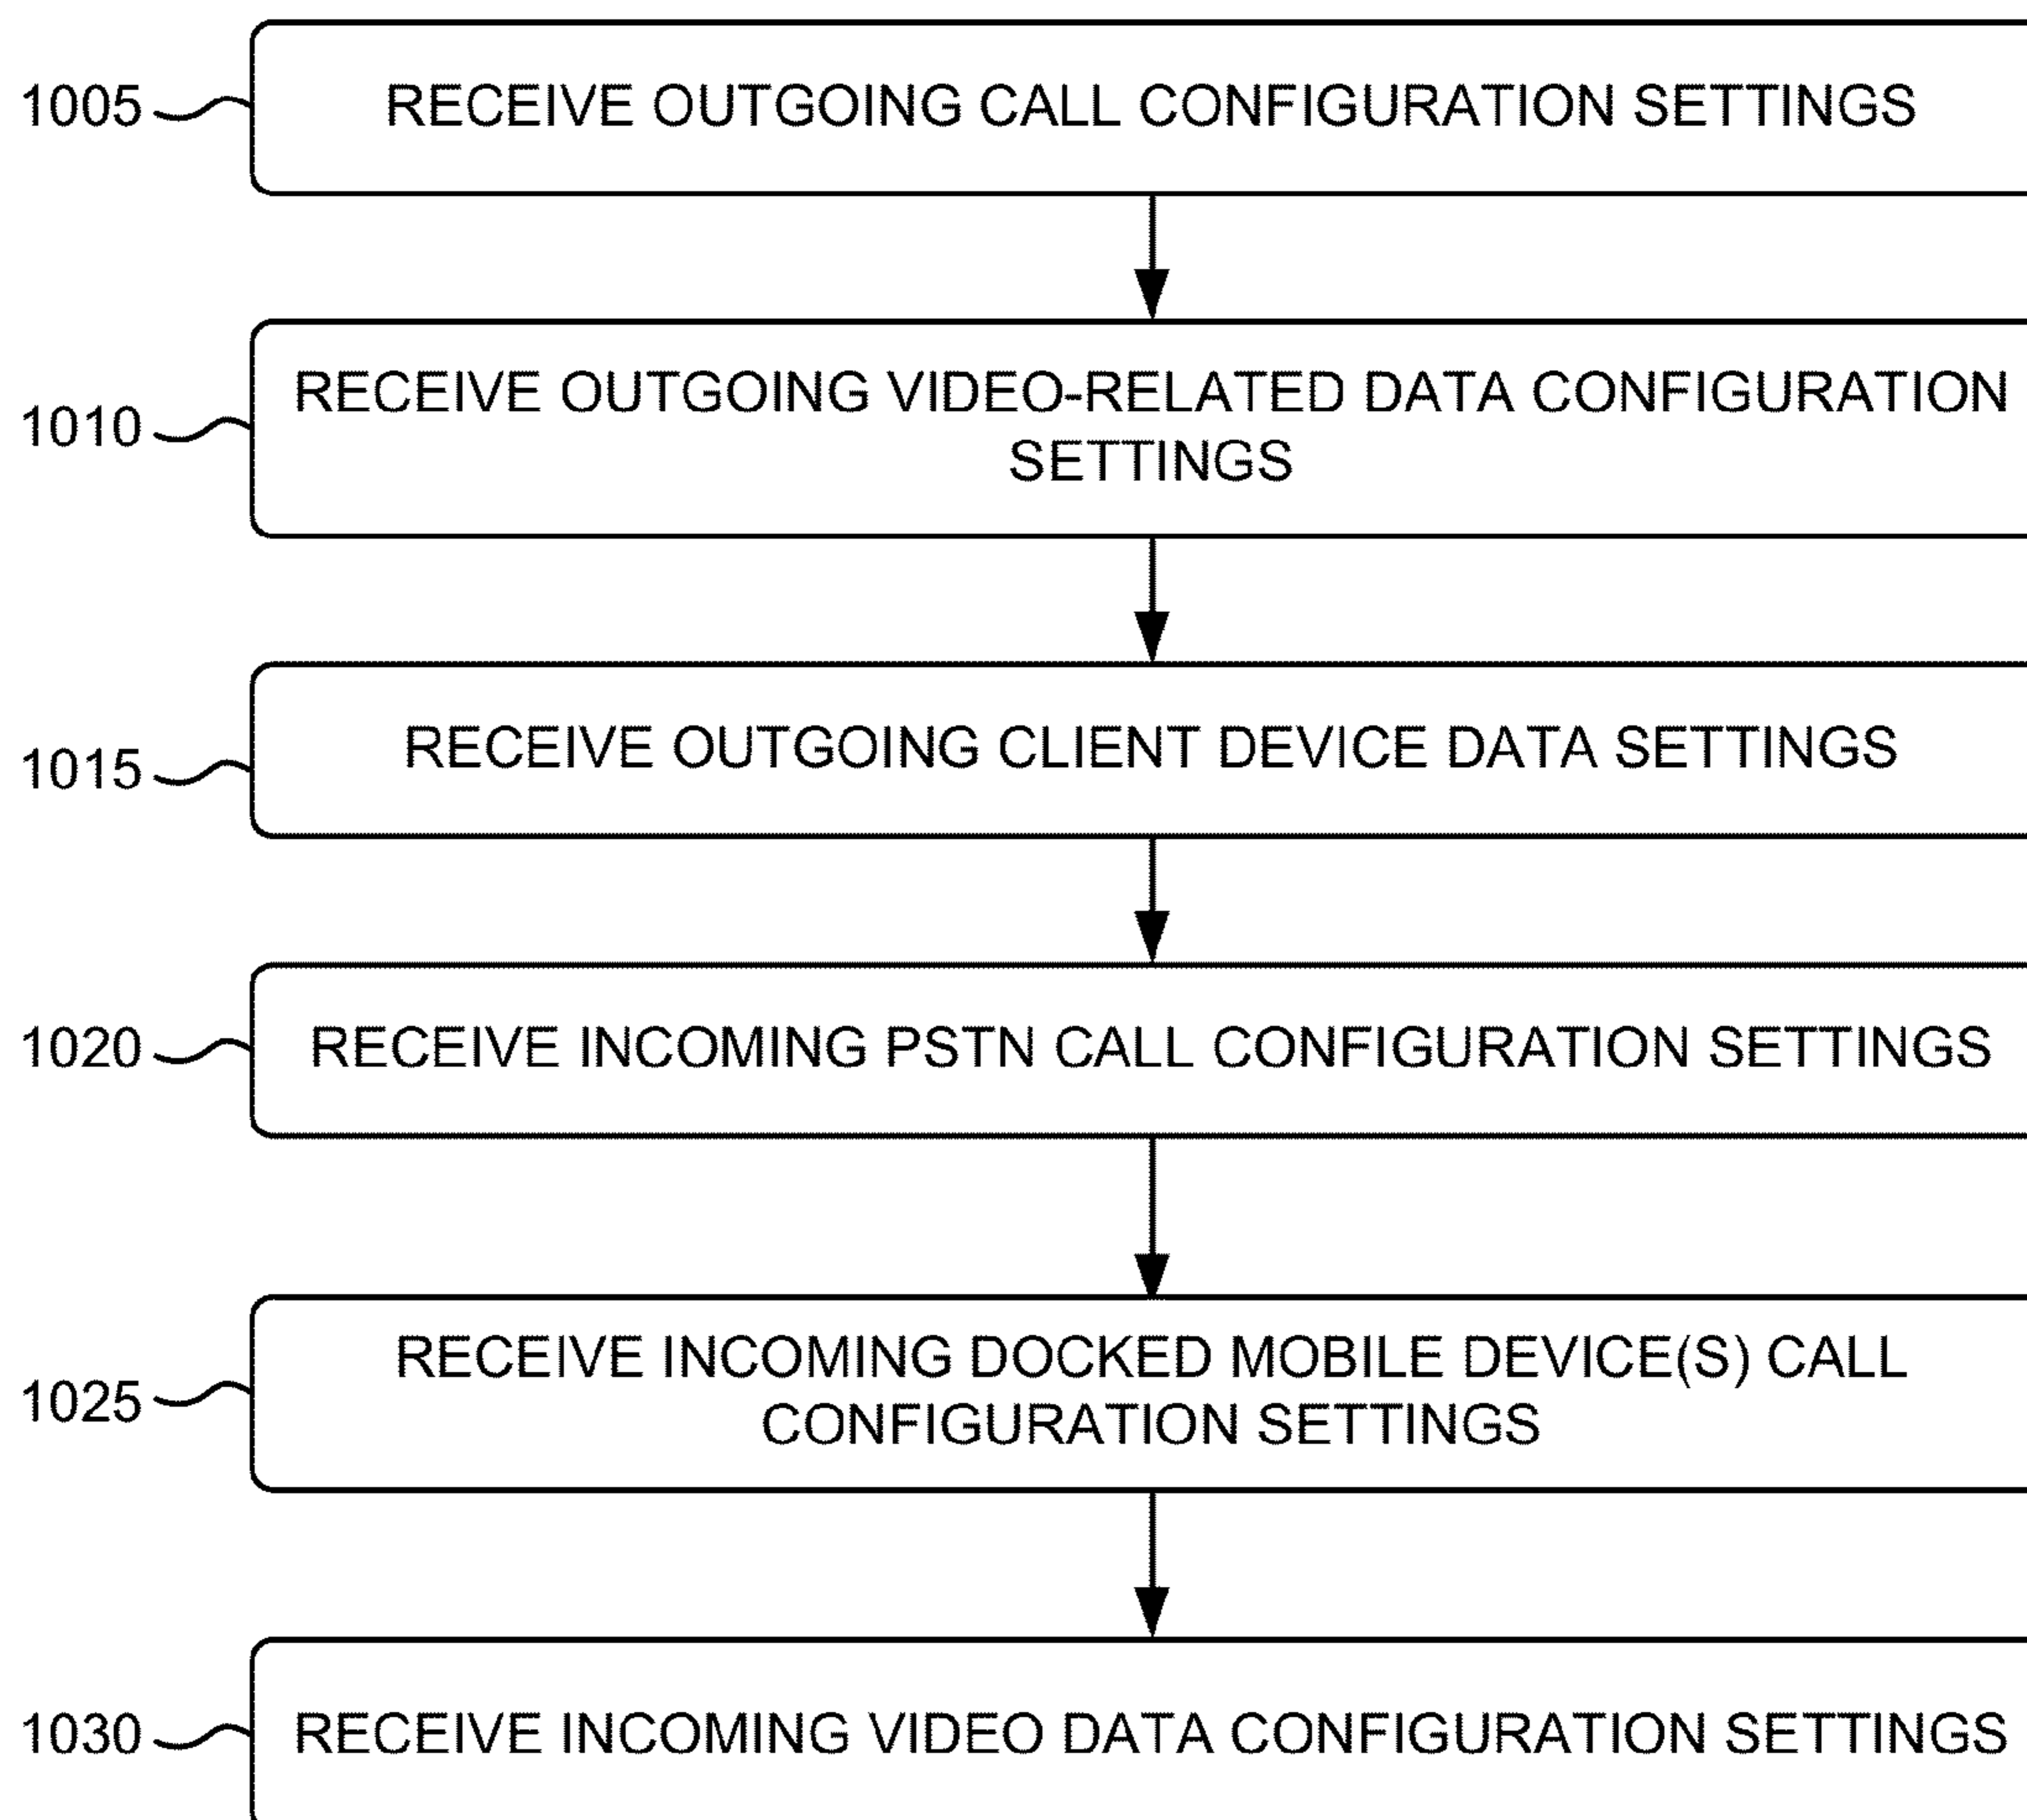 1005
RECEIVE OUTGOING CALL CONFIGURATION SETTINGS
1010
RECEIVE OUTGOING VIDEO-RELATED DATA CONFIGURATION
SETTINGS
1015
RECEIVE OUTGOING CLIENT DEVICE DATA SETTINGS
1020
RECEIVE INCOMING PSTN CALL CONFIGURATION SETTINGS
1025
RECEIVE INCOMING DOCKED MOBILE DEVICE(S) CALL
CONFIGURATION SETTINGS
1030
RECEIVE INCOMING VIDEO DATA CONFIGURATION SETTINGS